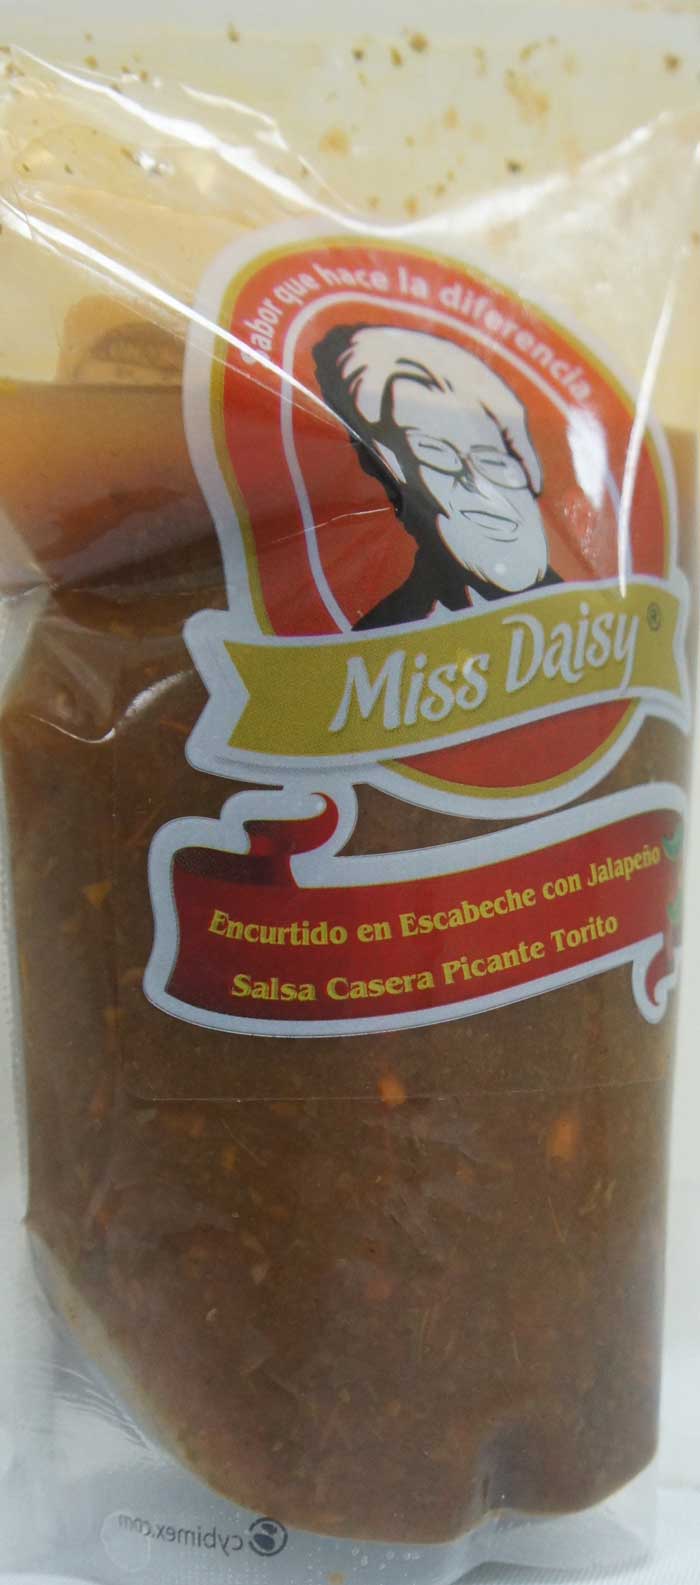 Sabor que hace la diferencia
Miss Daisy®
Encurtido en Escabeche con Jalapeño
Salsa Casera Picante Torito
cybimex.com